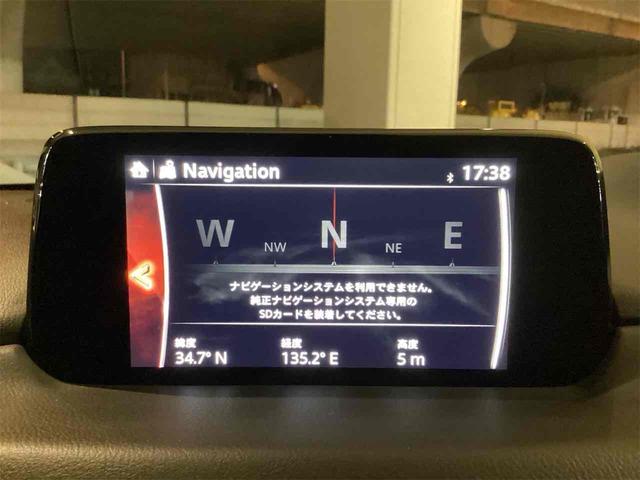 Navigation 17:38
W NW N NE E
ナビゲーションシステムを利用できません。
純正ナビゲーションシステム専用の
SDカードを装着してください。
緯度 経度 高度
34.7° N 135.2° E 5 m